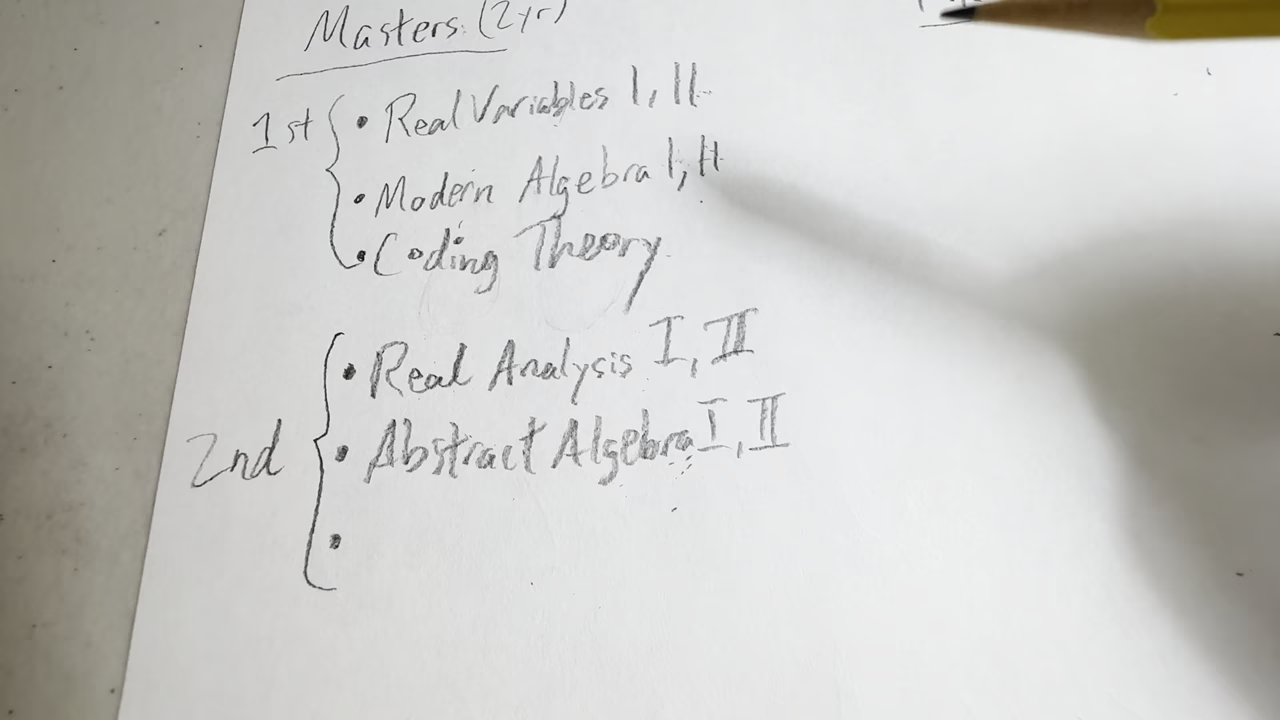 Masters (2yr)
1st { • Real Variables I, II
• Modern Algebra I, II
• Coding Theory
• Real Analysis I, II
2nd { • Abstract Algebra I, II
•